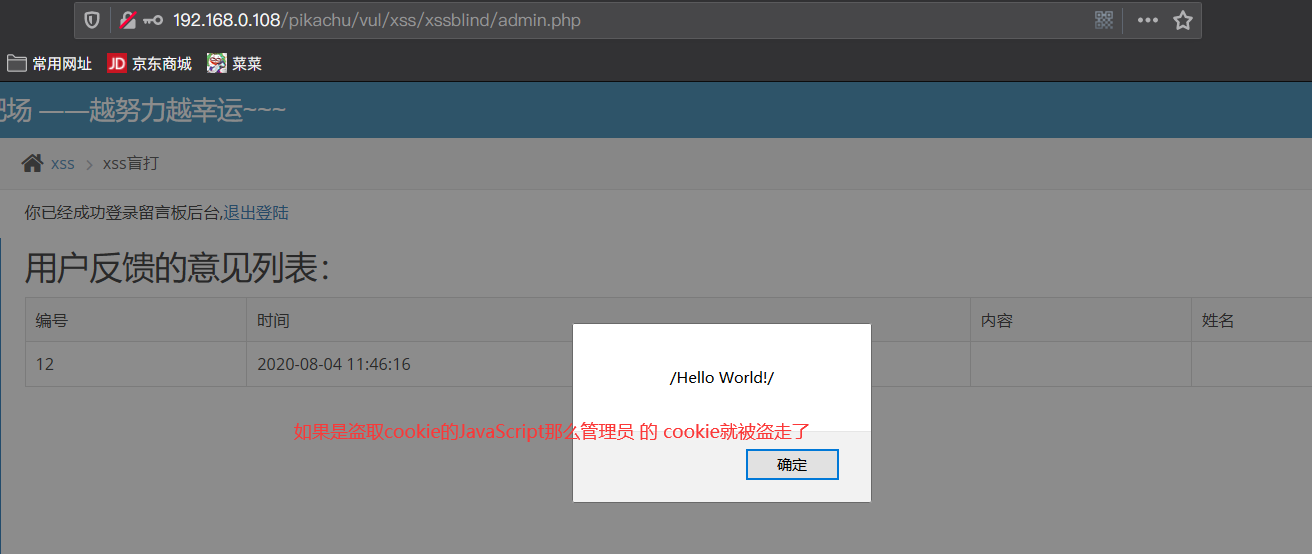 192.168.0.108/pikachu/vul/xss/xssblind/admin.php
常用网址 JD 京东商城 菜菜
场 ——越努力越幸运~~~
xss > xss盲打
你已经成功登录留言板后台,退出登陆
用户反馈的意见列表：
编号 时间 内容 姓名
12 2020-08-04 11:46:16
/Hello World!/
如果是盗取cookie的JavaScript那么管理员 的 cookie就被盗走了
确定